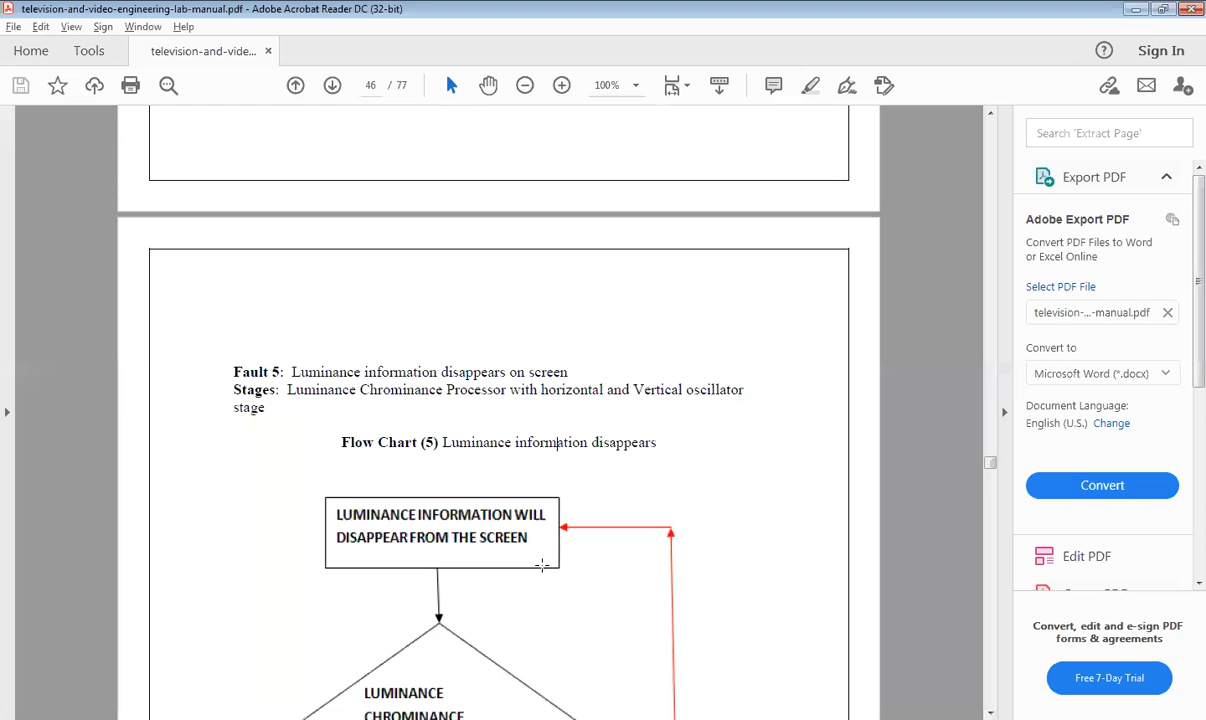 television-and-video-engineering-lab-manual.pdf - Adobe Acrobat Reader DC (32-bit)
File Edit View Sign Window Help
Home Tools television-and-vide... × Sign In
46 / 77 100%
Search 'Extract Page'
Export PDF
Adobe Export PDF
Convert PDF Files to Word
or Excel Online
Select PDF File
television-...-manual.pdf
Convert to
Microsoft Word (*.docx)
Document Language:
English (U.S.) Change
Convert
Edit PDF
Convert, edit and e-sign PDF
forms & agreements
Free 7-Day Trial
Fault 5: Luminance information disappears on screen
Stages: Luminance Chrominance Processor with horizontal and Vertical oscillator
stage
Flow Chart (5) Luminance information disappears
LUMINANCE INFORMATION WILL
DISAPPEAR FROM THE SCREEN
LUMINANCE
CHROMINANCE